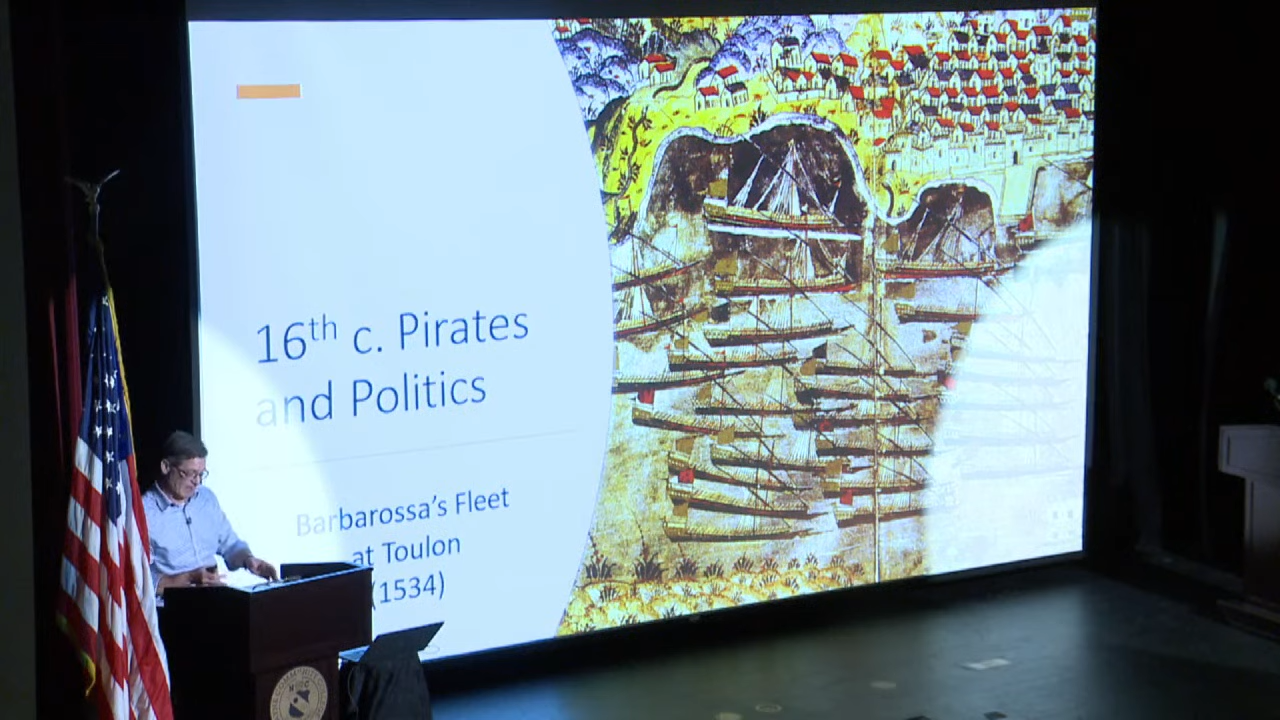 16th c. Pirates
and Politics
Barbarossa's Fleet
at Toulon
(1534)